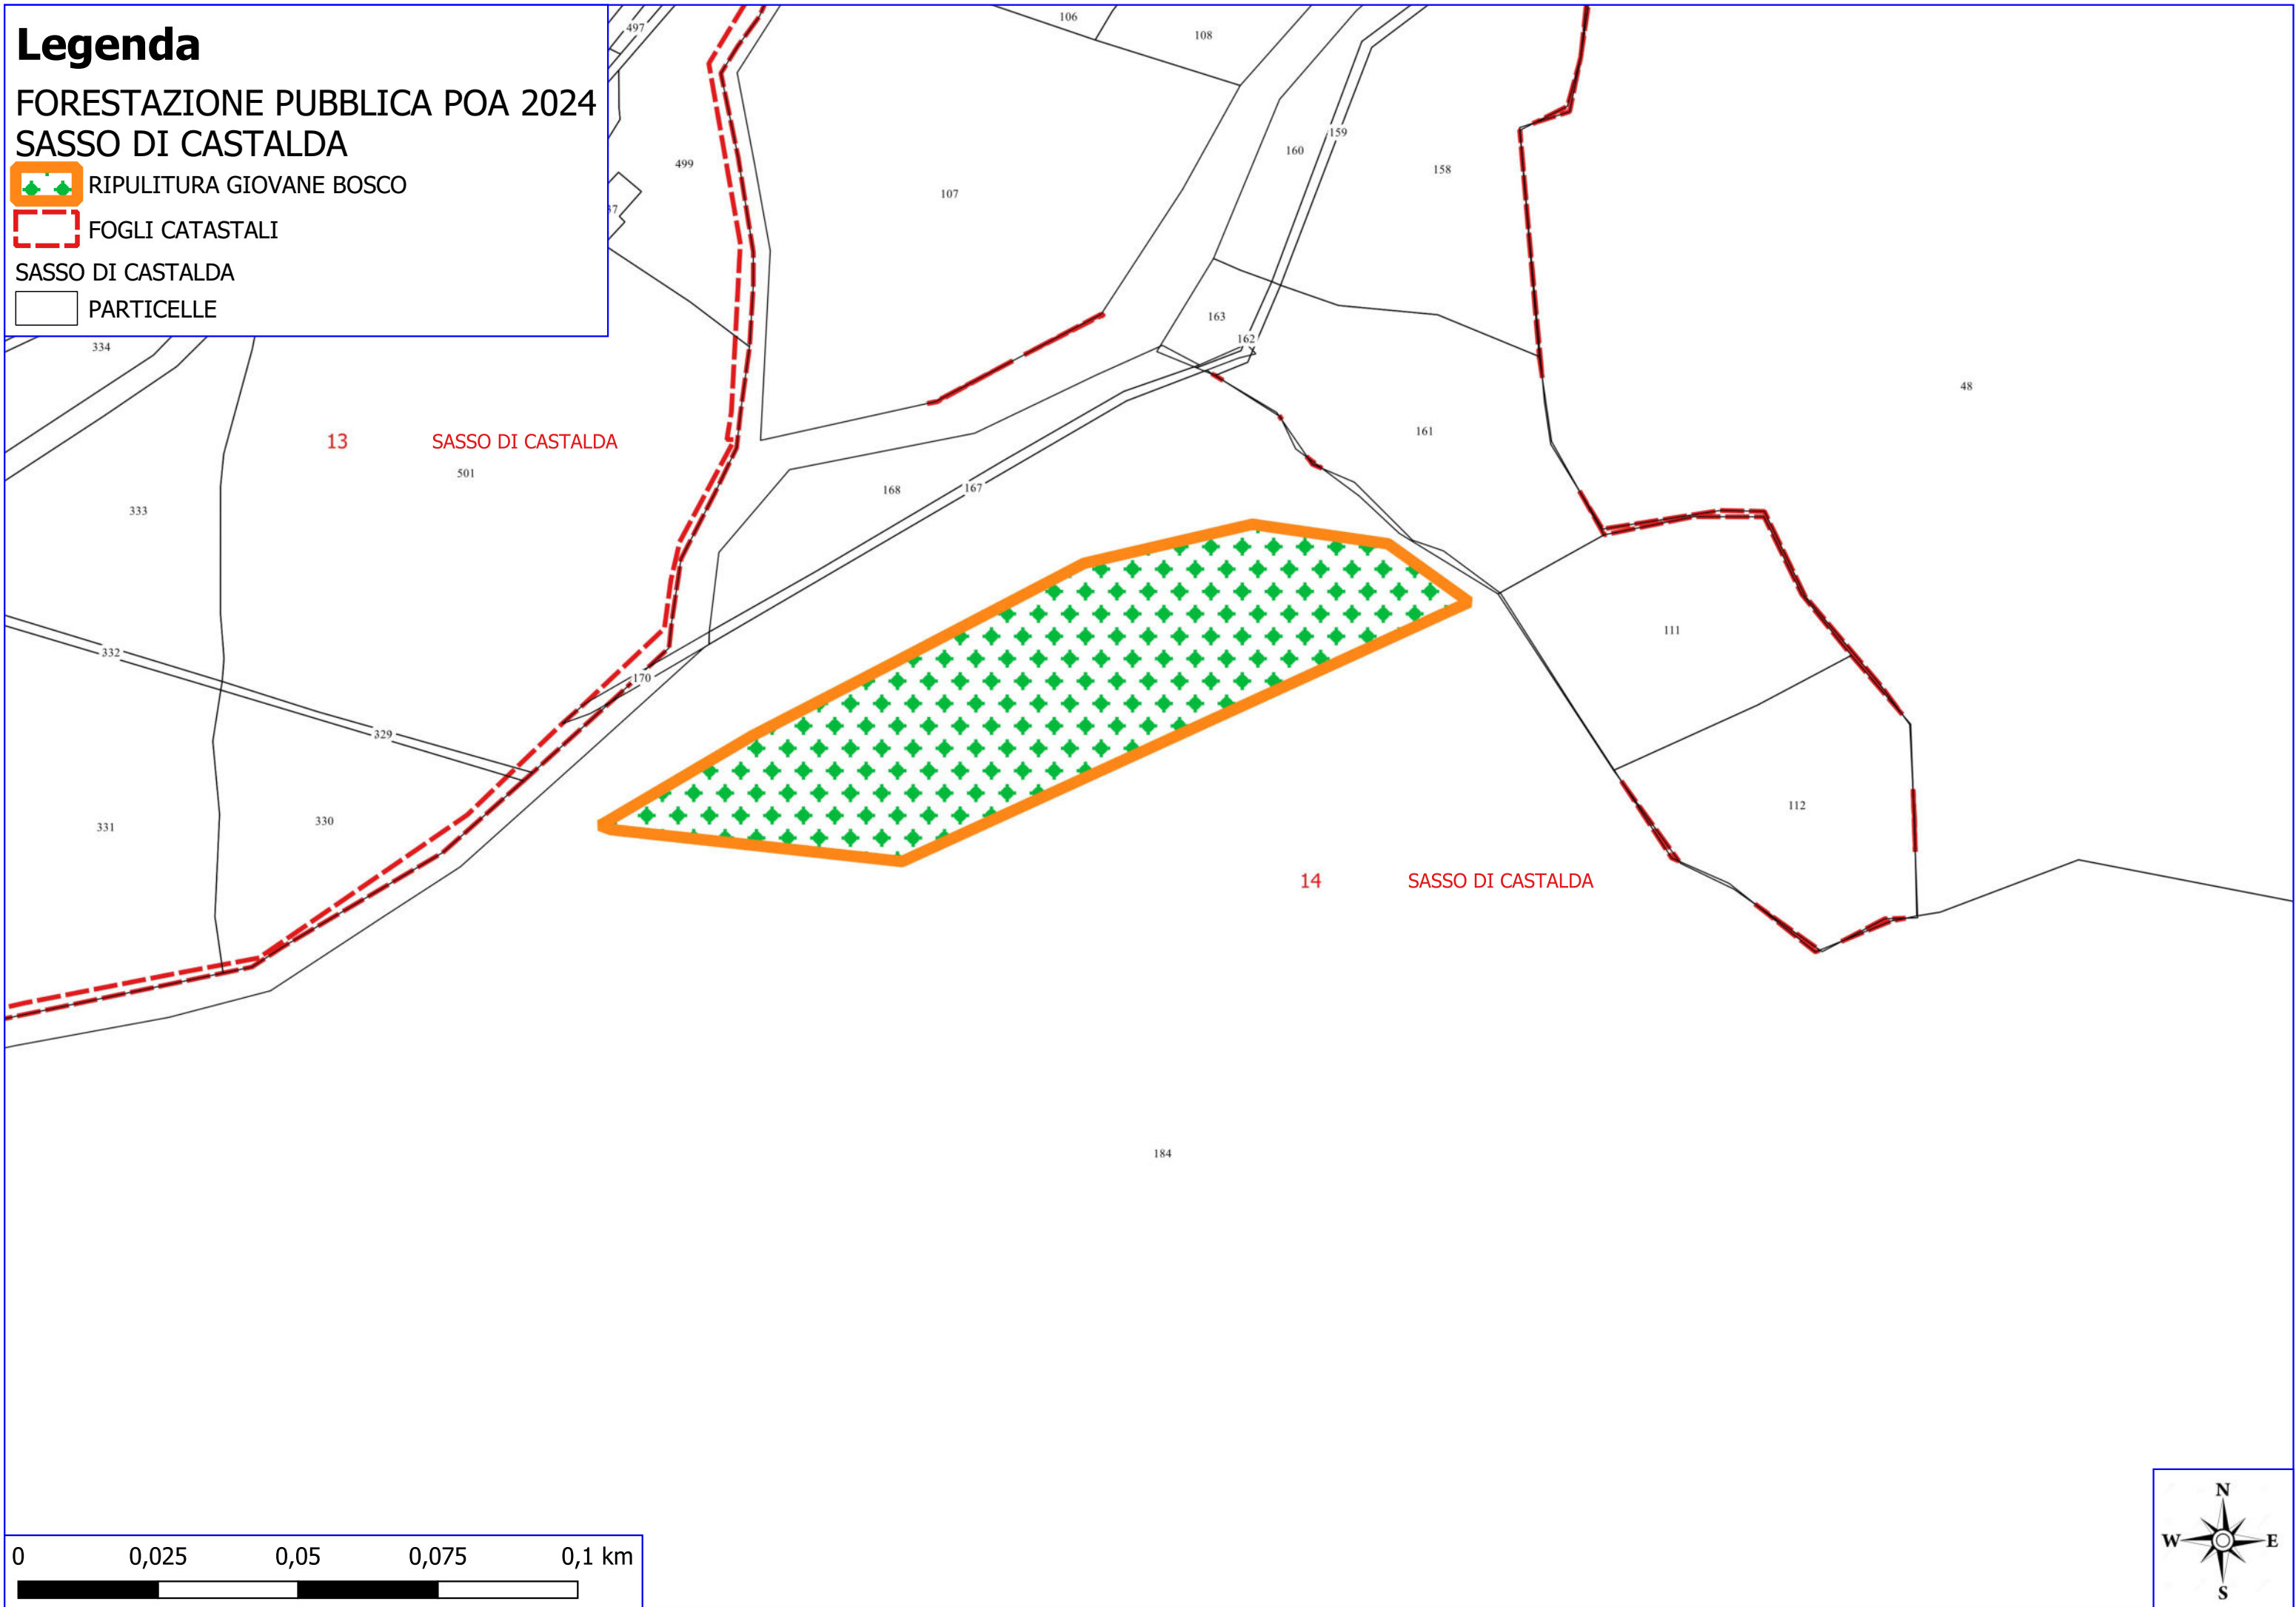 Legenda
FORESTAZIONE PUBBLICA POA 2024
SASSO DI CASTALDA
RIPULITURA GIOVANE BOSCO
FOGLI CATASTALI
SASSO DI CASTALDA
PARTICELLE
497
106
108
159
160
499
158
107
37
163
162
334
48
161
13 SASSO DI CASTALDA
501
168
167
333
111
332
170
329
112
331
330
14 SASSO DI CASTALDA
184
N
W E
S
0 0,025 0,05 0,075 0,1 km